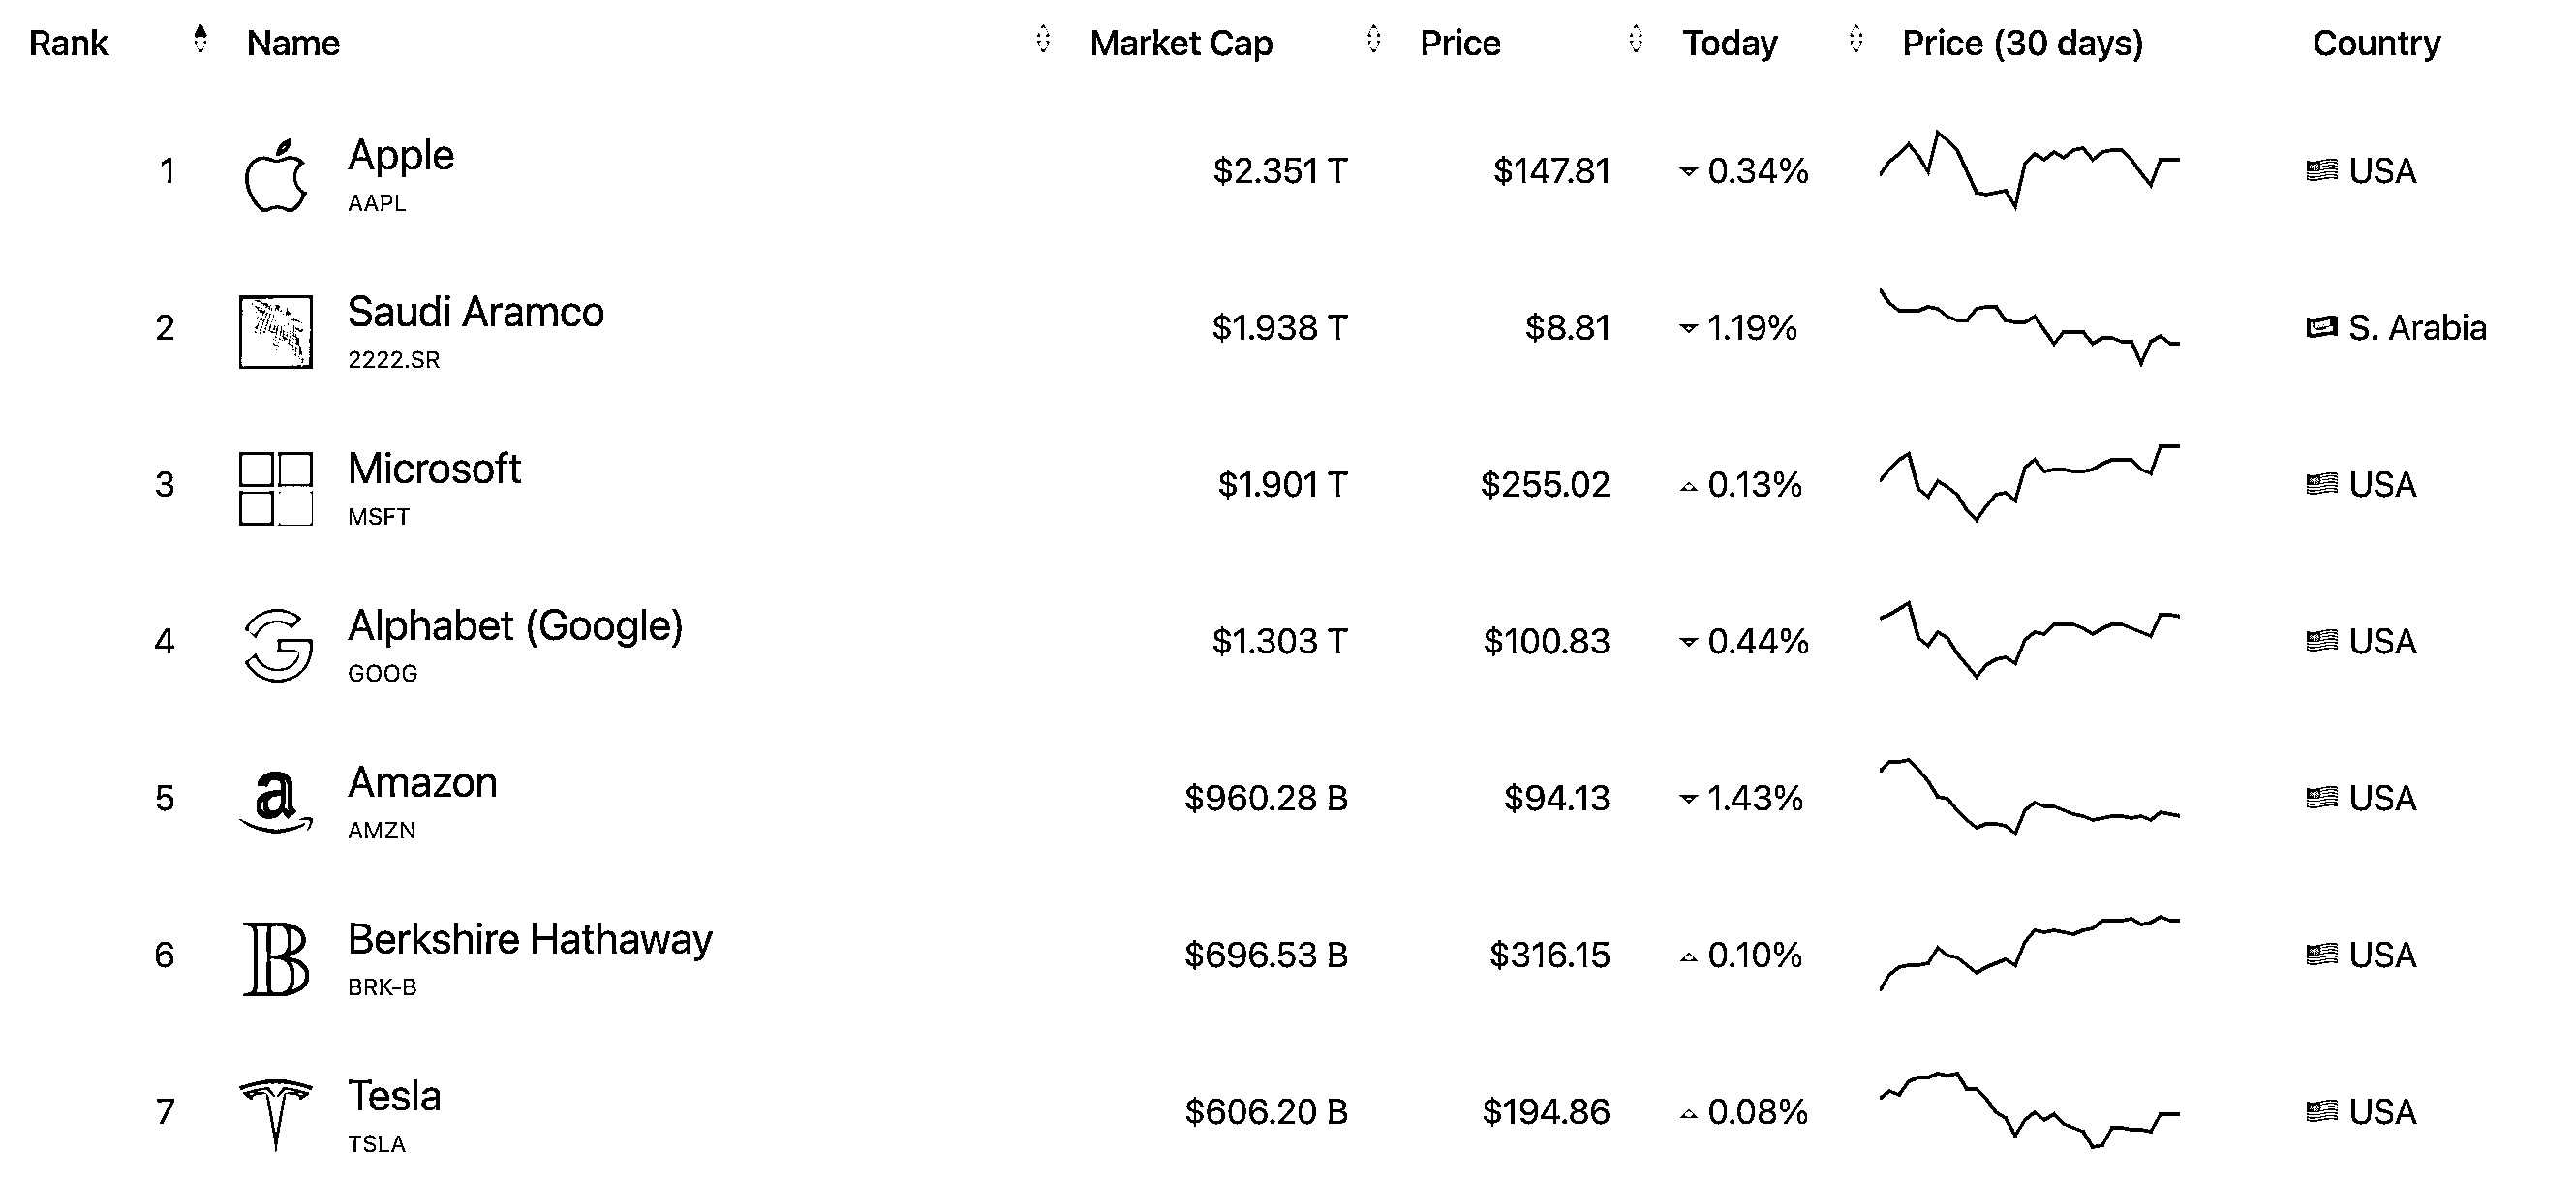 Rank Name Market Cap Price Today Price (30 days) Country
1 Apple $2.351 T $147.81 0.34% USA
AAPL
2 Saudi Aramco $1.938 T $8.81 1.19% S. Arabia
2222.SR
3 Microsoft $1.901 T $255.02 0.13% USA
MSFT
4 Alphabet (Google) $1.303 T $100.83 0.44% USA
GOOG
5 Amazon $960.28 B $94.13 1.43% USA
AMZN
6 Berkshire Hathaway $696.53 B $316.15 0.10% USA
BRK-B
7 Tesla $606.20 B $194.86 0.08% USA
TSLA